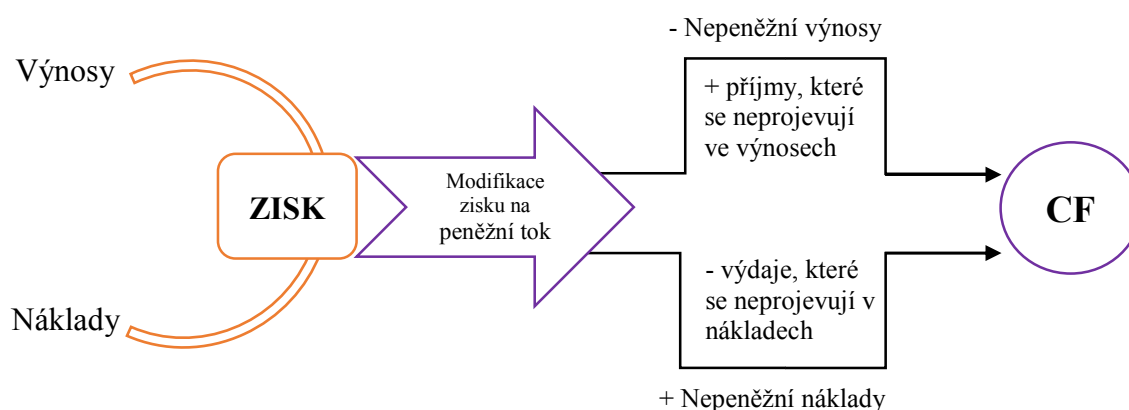 Výnosy
Náklady
ZISK
Modifikace
zisku na
peněžní tok
- Nepeněžní výnosy
+ příjmy, které
se neprojevují
ve výnosech
- výdaje, které
se neprojevují v
nákladech
+ Nepeněžní náklady
CF